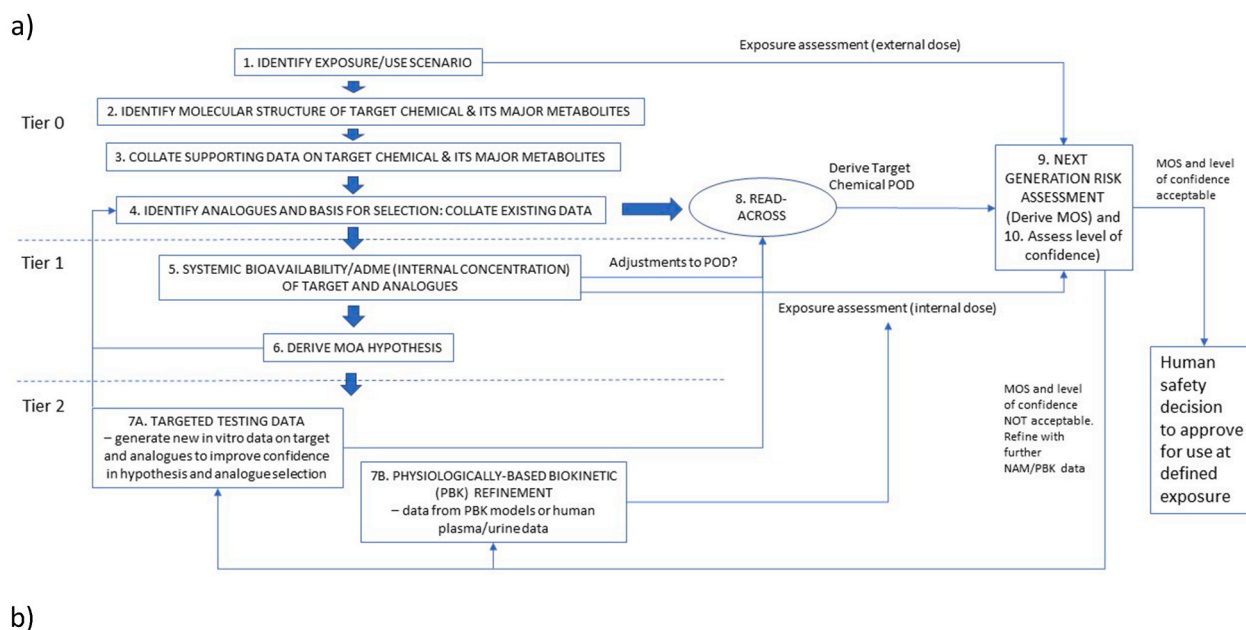 a)
Exposure assessment (external dose)
1. IDENTIFY EXPOSURE/USE SCENARIO
Tier 0
2. IDENTIFY MOLECULAR STRUCTURE OF TARGET CHEMICAL & ITS MAJOR METABOLITES
3. COLLATE SUPPORTING DATA ON TARGET CHEMICAL & ITS MAJOR METABOLITES
4. IDENTIFY ANALOGUES AND BASIS FOR SELECTION: COLLATE EXISTING DATA
8. READ-
ACROSS
Derive Target
Chemical POD
9. NEXT
GENERATION RISK
ASSESSMENT
(Derive MOS) and
10. Assess level of
confidence)
MOS and level
of confidence
acceptable
Tier 1
5. SYSTEMIC BIOAVAILABILITY/ADME (INTERNAL CONCENTRATION)
OF TARGET AND ANALOGUES
Adjustments to POD?
Exposure assessment (internal dose)
6. DERIVE MOA HYPOTHESIS
Tier 2
7A. TARGETED TESTING DATA
– generate new in vitro data on target
and analogues to improve confidence
in hypothesis and analogue selection
7B. PHYSIOLOGICALLY-BASED BIOKINETIC
(PBK) REFINEMENT
– data from PBK models or human
plasma/urine data
MOS and level
of confidence
NOT acceptable.
Refine with
further
NAM/PBK data
Human
safety
decision
to approve
for use at
defined
exposure
b)